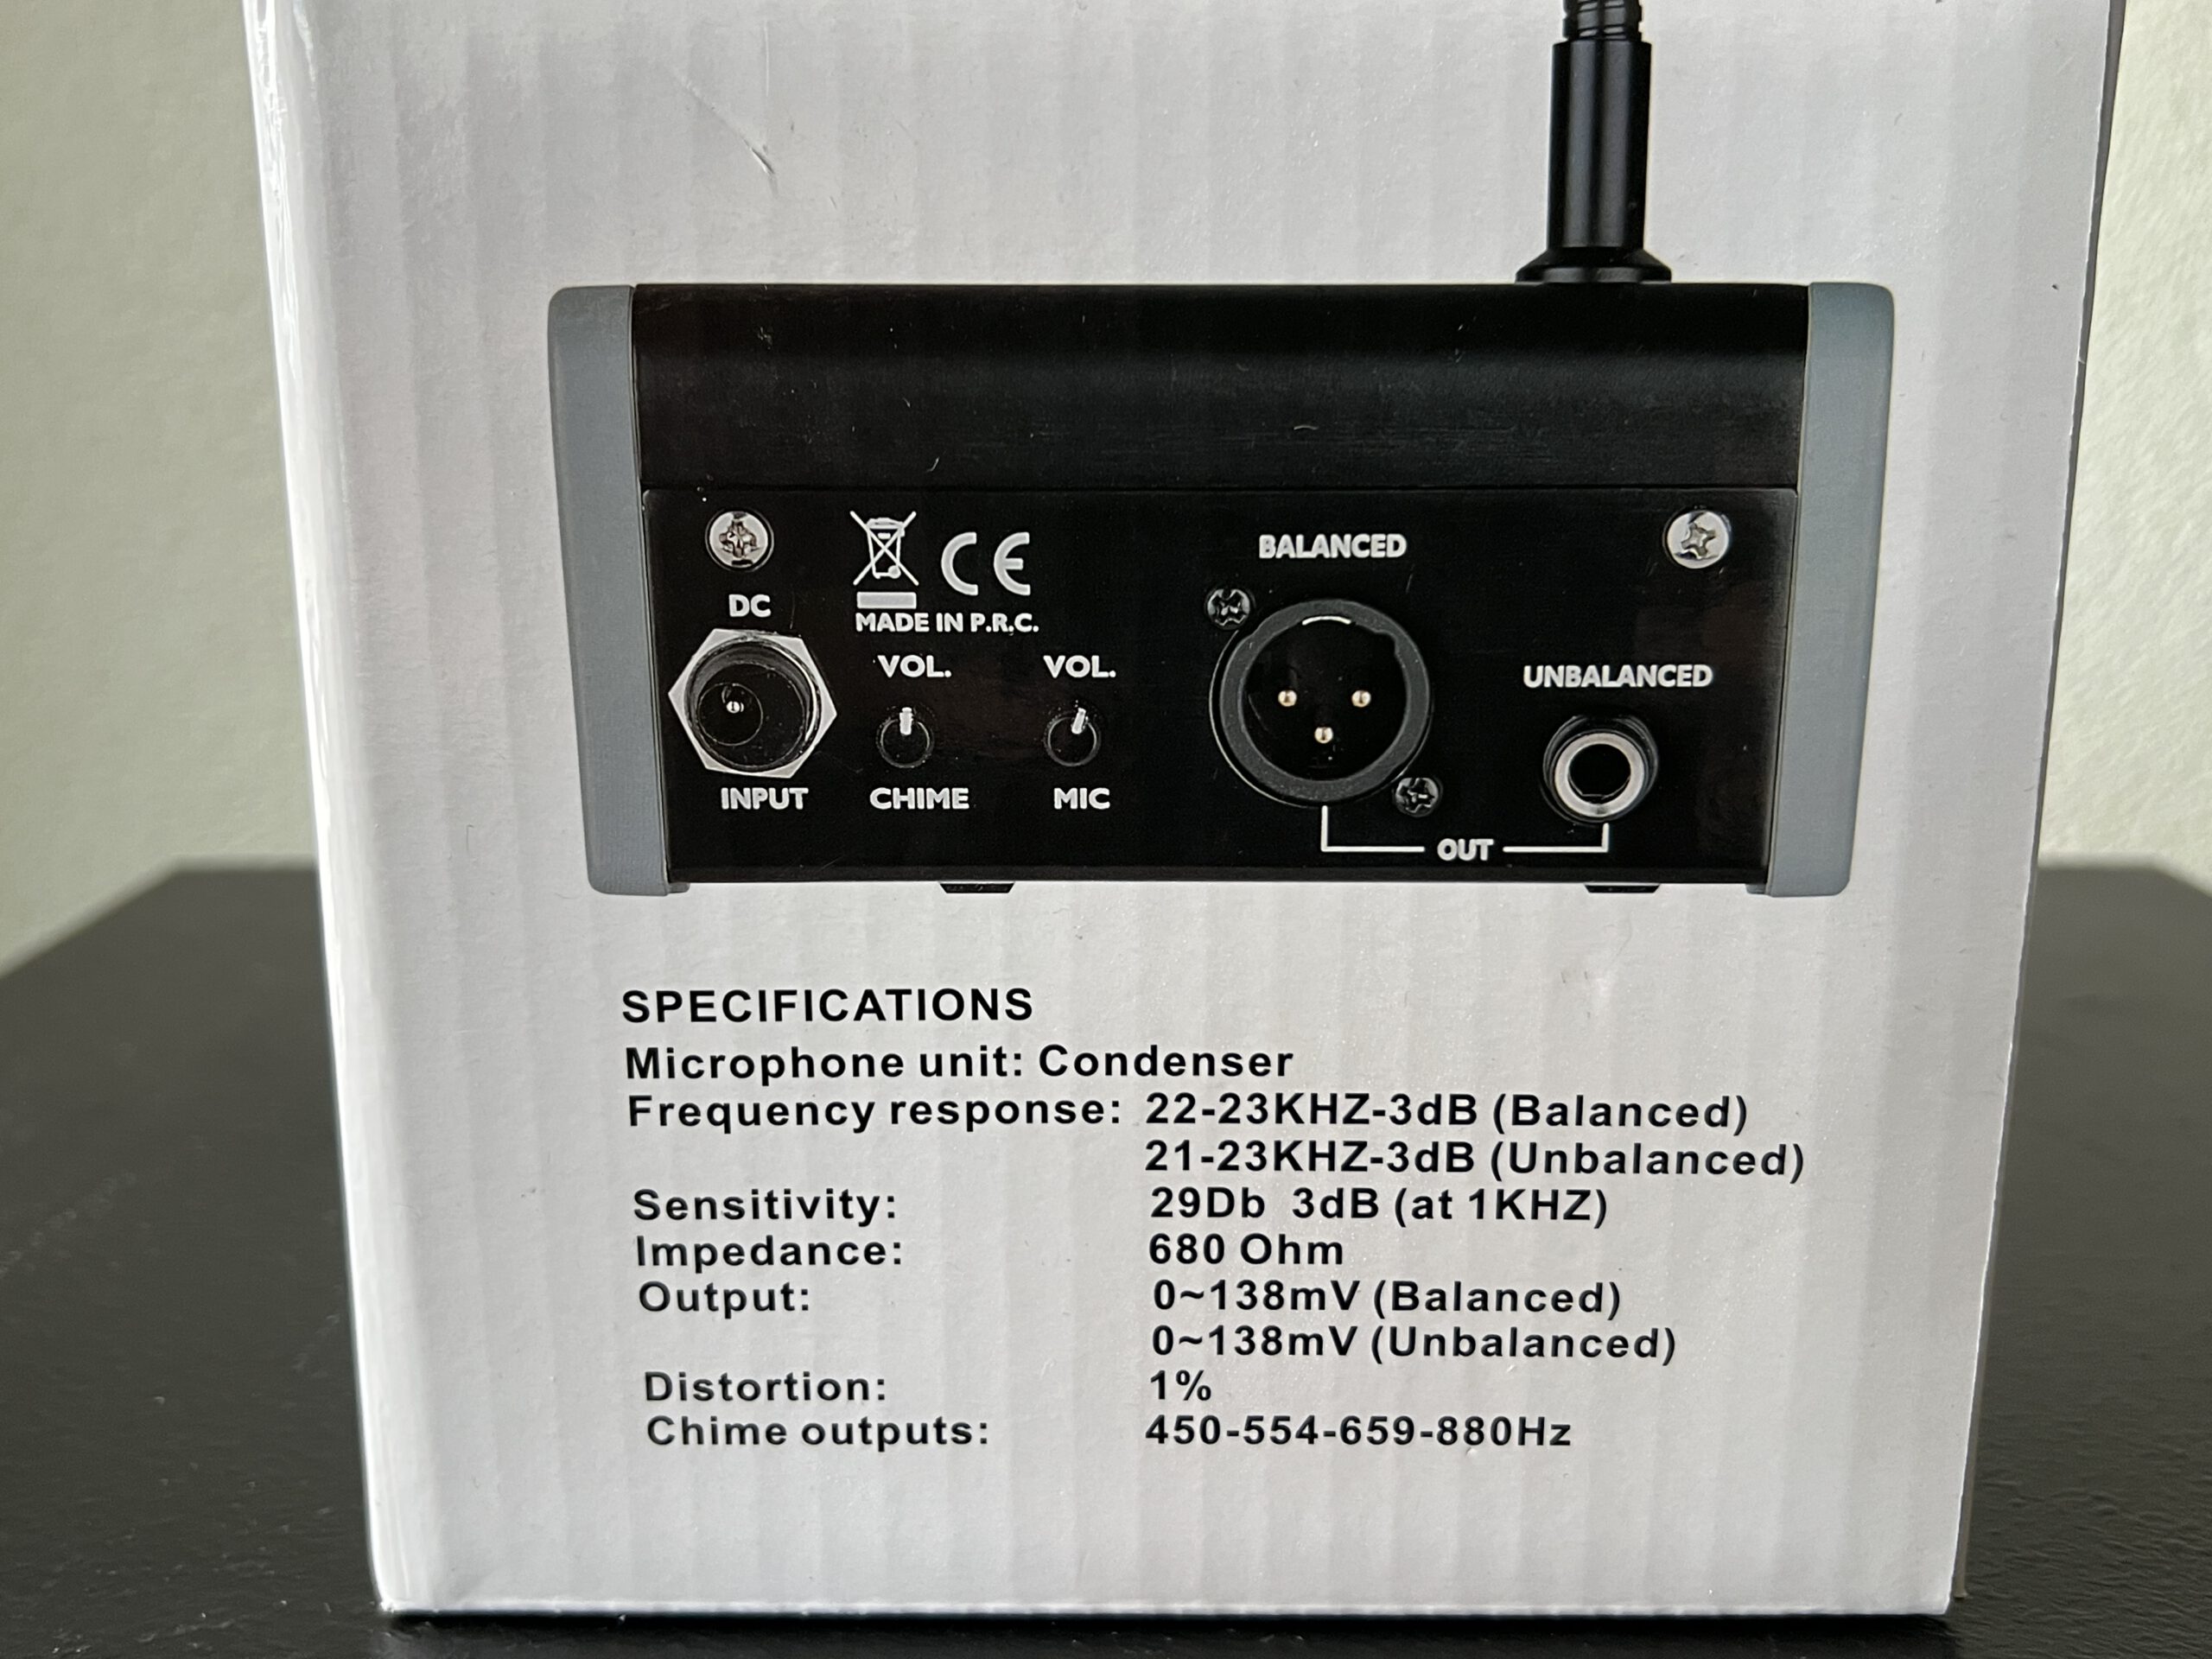 DC
CE
MADE IN P.R.C.
VOL. VOL.
INPUT CHIME MIC
BALANCED
UNBALANCED
OUT
SPECIFICATIONS
Microphone unit: Condenser
Frequency response: 22-23KHZ-3dB (Balanced)
21-23KHZ-3dB (Unbalanced)
Sensitivity: 29Db 3dB (at 1KHZ)
Impedance: 680 Ohm
Output: 0~138mV (Balanced)
0~138mV (Unbalanced)
Distortion: 1%
Chime outputs: 450-554-659-880Hz